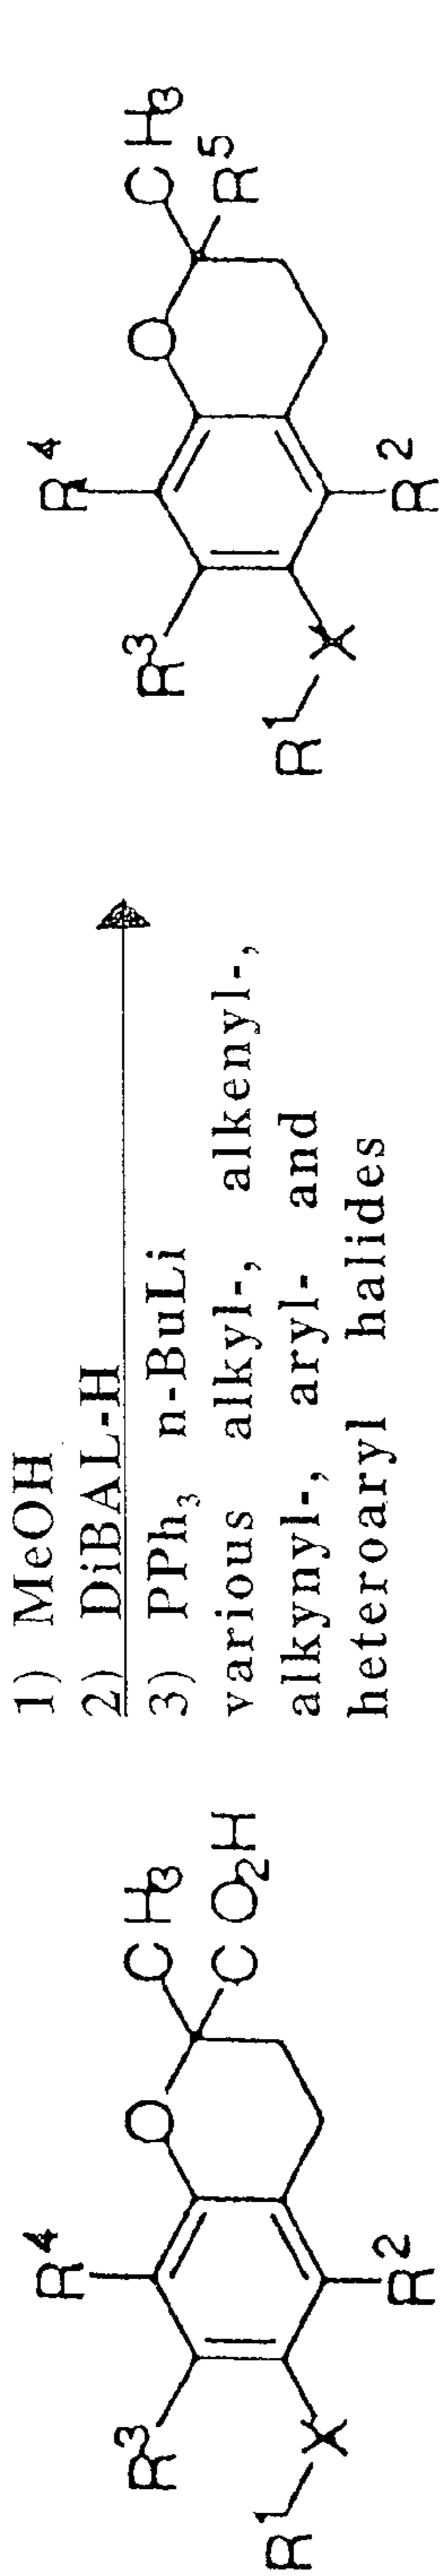 R4
R3
O
CH3
CO2H
R1
X
R2
1) MeOH
2) DiBAL-H
3) PPh3 n-BuLi
various alkyl-, alkenyl-,
alkynyl-, aryl- and
heteroaryl halides
R4
R3
O
CH3
R5
R1
X
R2